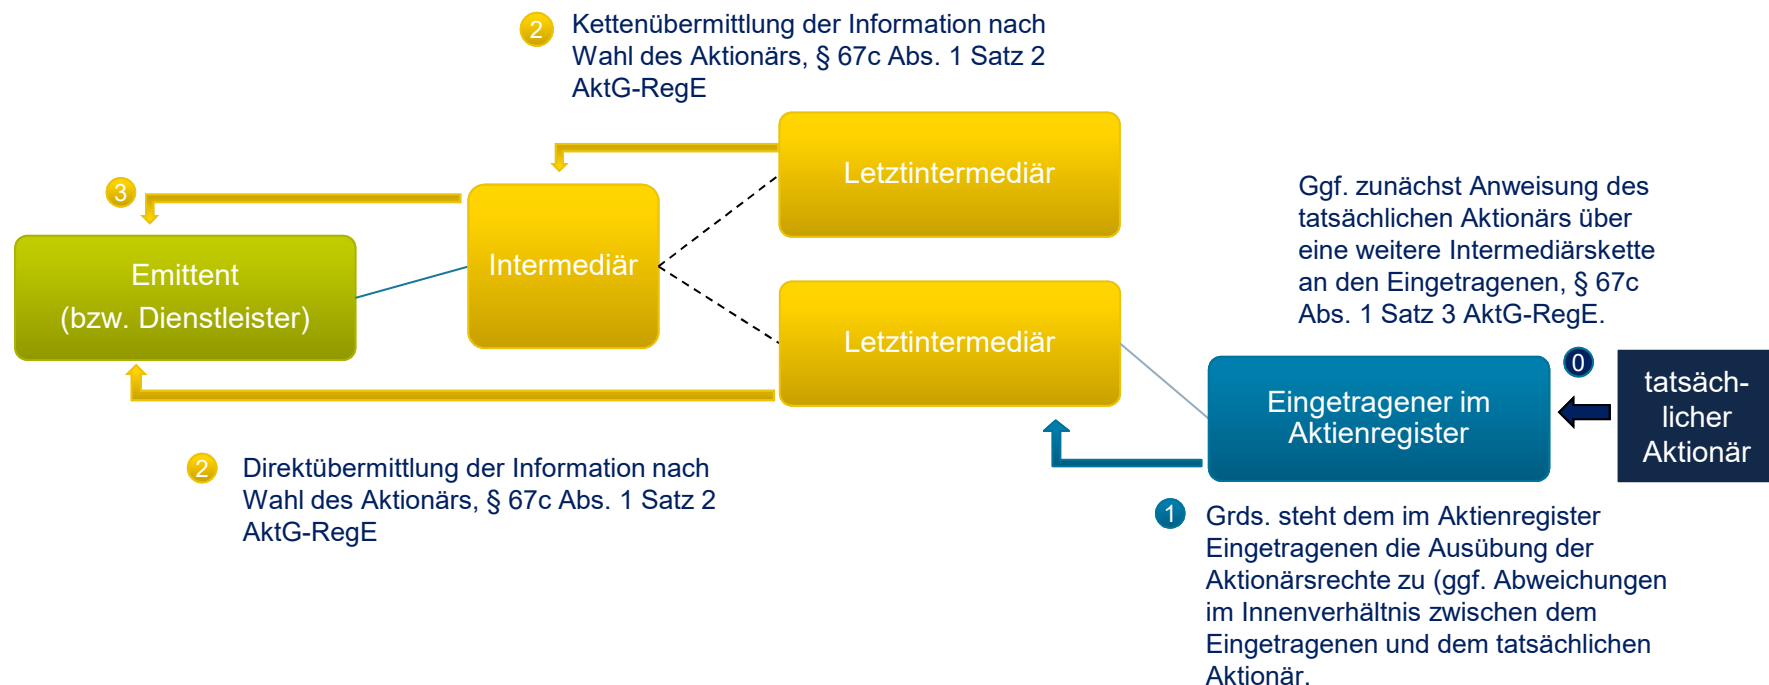 2
Kettenübermittlung der Information nach
Wahl des Aktionärs, § 67c Abs. 1 Satz 2
AktG-RegE
Letztintermediär
3
Intermediär
Emittent
(bzw. Dienstleister)
Letztintermediär
Ggf. zunächst Anweisung des
tatsächlichen Aktionärs über
eine weitere Intermediärskette
an den Eingetragenen, § 67c
Abs. 1 Satz 3 AktG-RegE.
0
tatsäch-
licher
Aktionär
Eingetragener im
Aktienregister
2
Direktübermittlung der Information nach
Wahl des Aktionärs, § 67c Abs. 1 Satz 2
AktG-RegE
1
Grds. steht dem im Aktienregister
Eingetragenen die Ausübung der
Aktionärsrechte zu (ggf. Abweichungen
im Innenverhältnis zwischen dem
Eingetragenen und dem tatsächlichen
Aktionär.